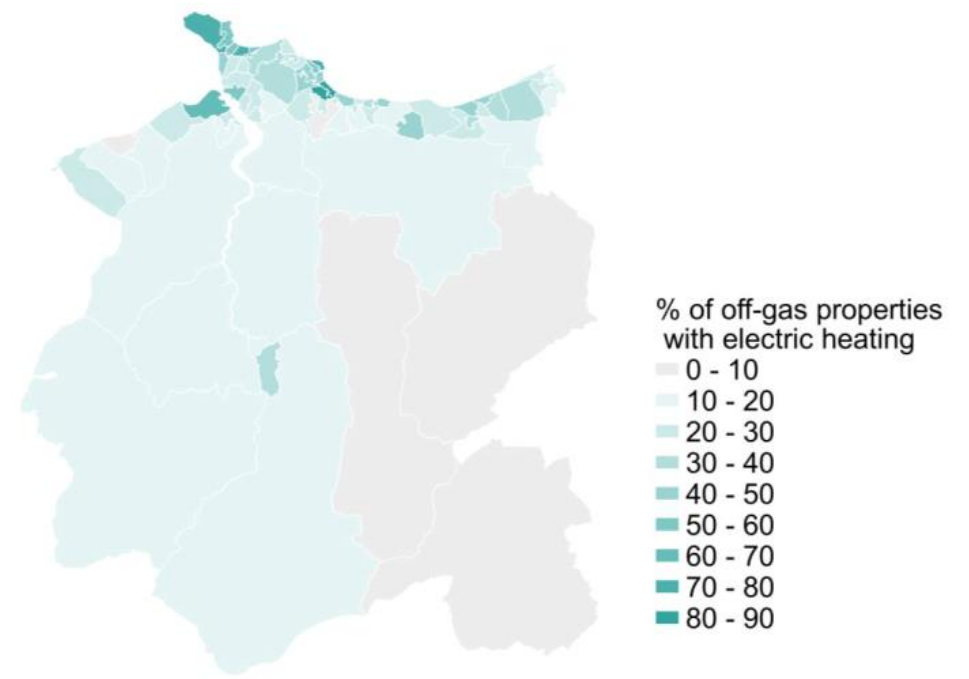 % of off-gas properties
with electric heating
0 - 10
10 - 20
20 - 30
30 - 40
40 - 50
50 - 60
60 - 70
70 - 80
80 - 90